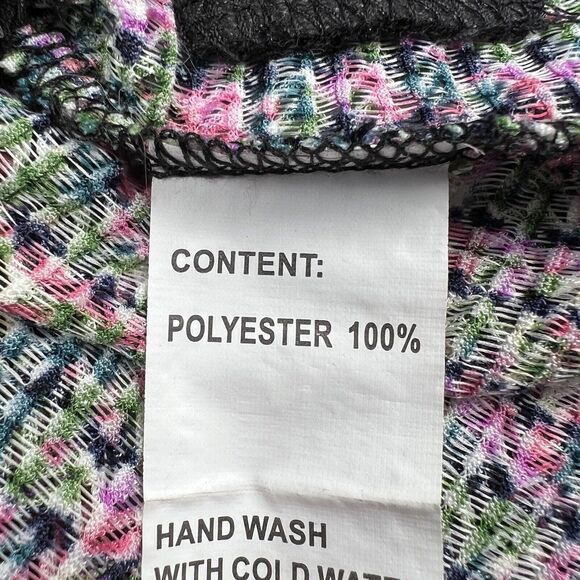 CONTENT:
POLYESTER 100%
HAND WASH
WITH COLD